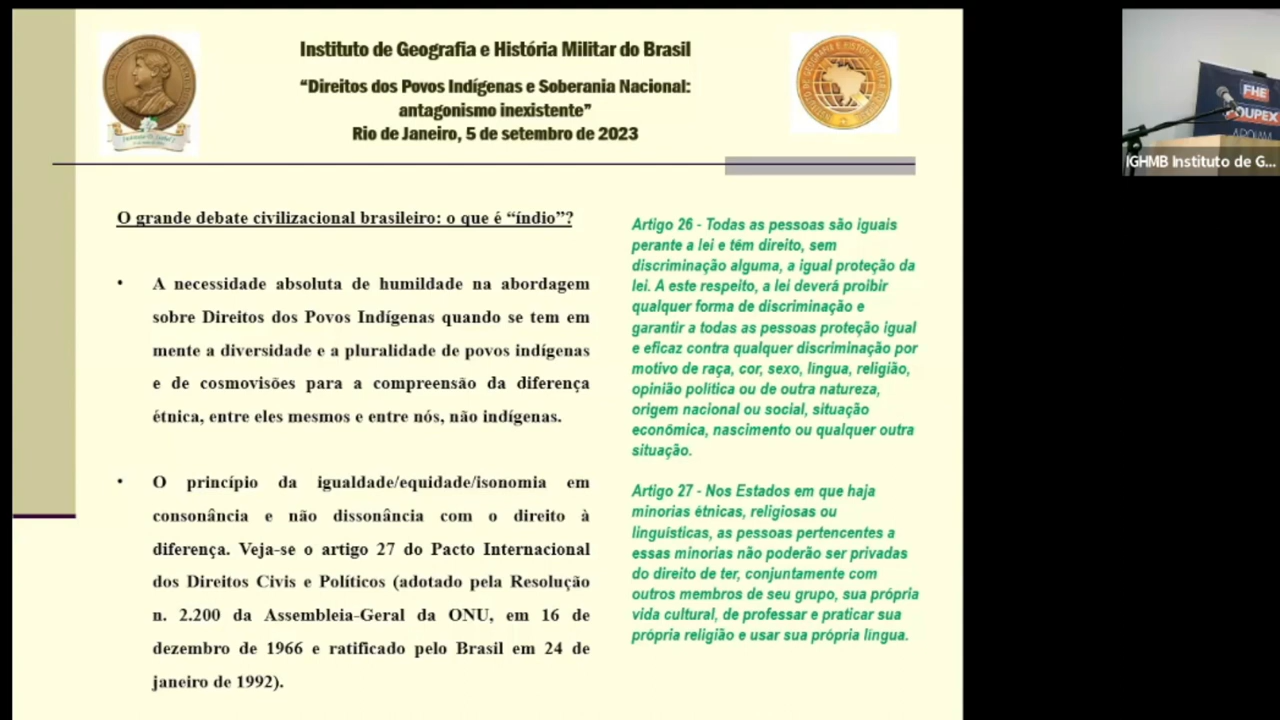 Instituto de Geografia e História Militar do Brasil
“Direitos dos Povos Indígenas e Soberania Nacional:
antagonismo inexistente”
Rio de Janeiro, 5 de setembro de 2023
O grande debate civilizacional brasileiro: o que é “índio”?
• A necessidade absoluta de humildade na abordagem
sobre Direitos dos Povos Indígenas quando se tem em
mente a diversidade e a pluralidade de povos indígenas
e de cosmovisões para a compreensão da diferença
étnica, entre eles mesmos e entre nós, não indígenas.
• O princípio da igualdade/equidade/isonomia em
consonância e não dissonância com o direito à
diferença. Veja-se o artigo 27 do Pacto Internacional
dos Direitos Civis e Políticos (adotado pela Resolução
n. 2.200 da Assembleia-Geral da ONU, em 16 de
dezembro de 1966 e ratificado pelo Brasil em 24 de
janeiro de 1992).
Artigo 26 - Todas as pessoas são iguais
perante a lei e têm direito, sem
discriminação alguma, a igual proteção da
lei. A este respeito, a lei deverá proibir
qualquer forma de discriminação e
garantir a todas as pessoas proteção igual
e eficaz contra qualquer discriminação por
motivo de raça, cor, sexo, língua, religião,
opinião política ou de outra natureza,
origem nacional ou social, situação
econômica, nascimento ou qualquer outra
situação.
Artigo 27 - Nos Estados em que haja
minorias étnicas, religiosas ou
linguísticas, as pessoas pertencentes a
essas minorias não poderão ser privadas
do direito de ter, conjuntamente com
outros membros de seu grupo, sua própria
vida cultural, de professar e praticar sua
própria religião e usar sua própria língua.
FHE
OUPEX
APOIAM
IGHMB Instituto de G...